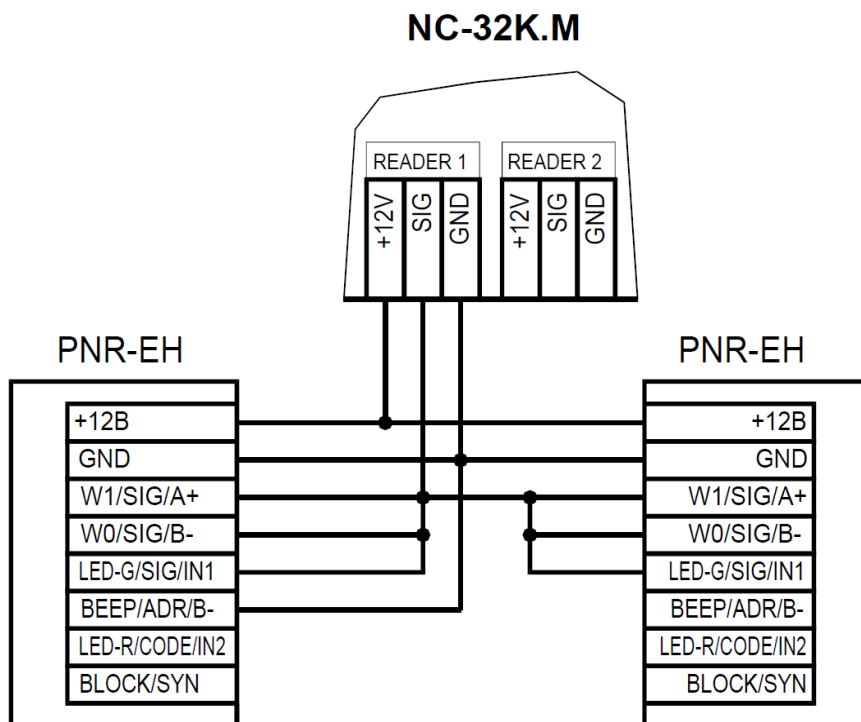 NC-32K.M
READER 1
READER 2
+12V
SIG
GND
+12V
SIG
GND
PNR-EH
+12B
GND
W1/SIG/A+
W0/SIG/B-
LED-G/SIG/IN1
BEEP/ADR/B-
LED-R/CODE/IN2
BLOCK/SYN
PNR-EH
+12B
GND
W1/SIG/A+
W0/SIG/B-
LED-G/SIG/IN1
BEEP/ADR/B-
LED-R/CODE/IN2
BLOCK/SYN